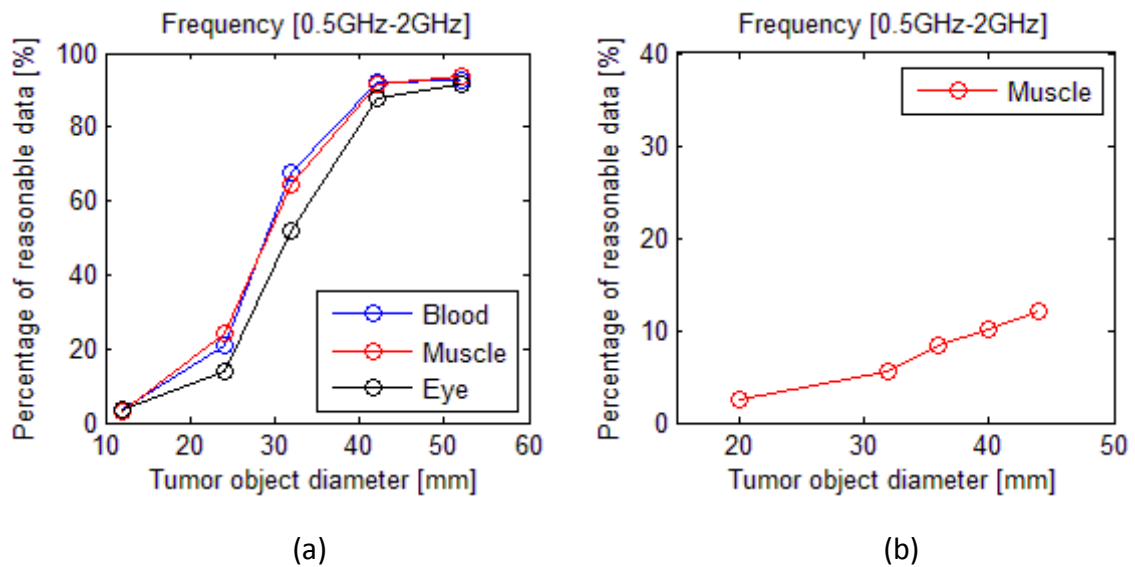 Frequency [0.5GHz-2GHz]
Percentage of reasonable data [%]
100
80
60
40
20
0
10 20 30 40 50 60
Blood
Muscle
Eye
Tumor object diameter [mm]
(a)
Frequency [0.5GHz-2GHz]
Percentage of reasonable data [%]
40
30
20
10
0
20 30 40 50
Muscle
Tumor object diameter [mm]
(b)